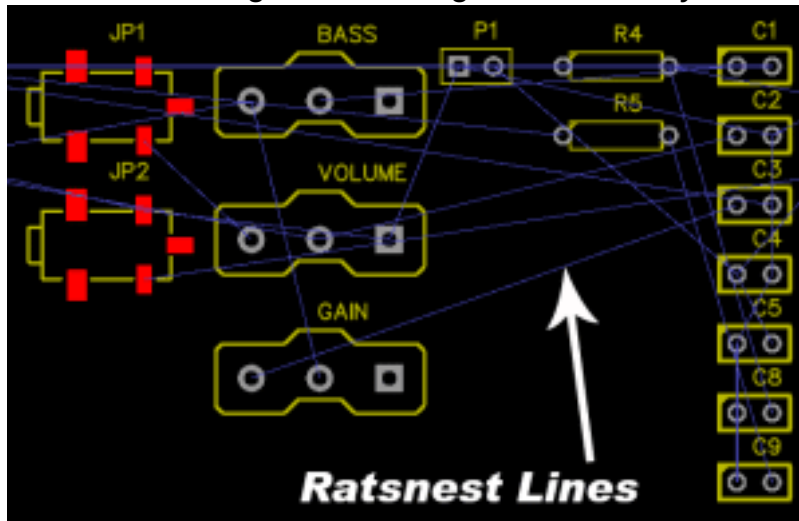 JP1
BASS
P1
R4
C1
C2
R5
JP2
VOLUME
C3
C4
GAIN
C5
C8
C9
Ratsnest Lines